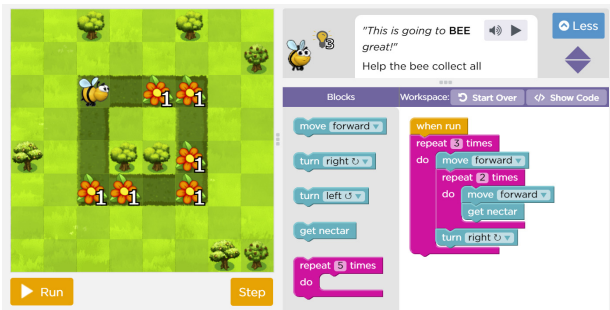 "This is going to BEE
great!"
Help the bee collect all
3
Less
Blocks
Workspace:
Start Over
</> Show Code
1 1
1
1 1 1
Run
Step
move forward
turn right ↻
turn left ↺
get nectar
repeat 5 times
do
when run
repeat 3 times
do move forward
repeat 2 times
do move forward
get nectar
turn right ↻